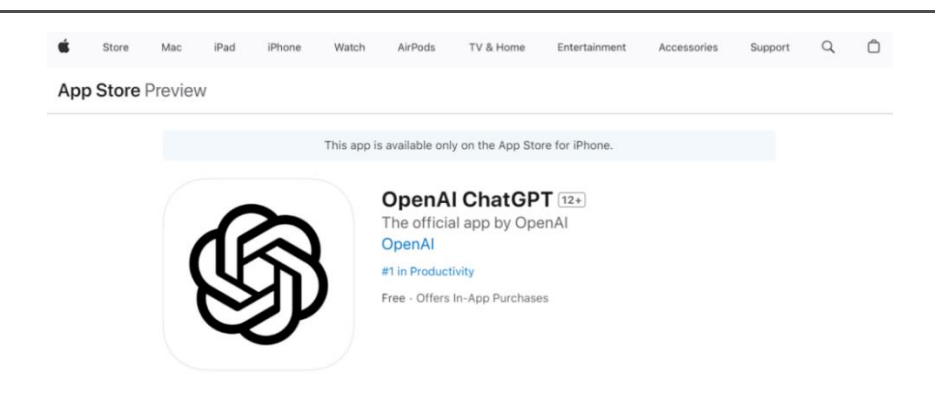 Store Mac iPad iPhone Watch AirPods TV & Home Entertainment Accessories Support
App Store Preview
This app is available only on the App Store for iPhone.
OpenAI ChatGPT 12+
The official app by OpenAI
OpenAI
#1 in Productivity
Free · Offers In-App Purchases